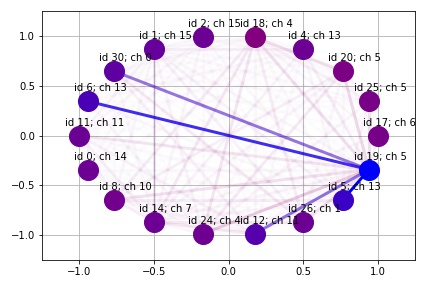 1.0
0.5
0.0
−0.5
−1.0
id 2; ch 15
id 18; ch 4
id 1; ch 15
id 4; ch 13
id 30; ch
id 20; ch 5
id 6; ch 13
id 25; ch 5
id 11; ch 11
id 17; ch 6
id 0; ch 14
id 19; ch 5
id 8; ch 10
id 5; ch 13
id 14; ch 7
id 24; ch 4
id 12; ch 11
id 26; ch
−1.0 −0.5 0.0 0.5 1.0